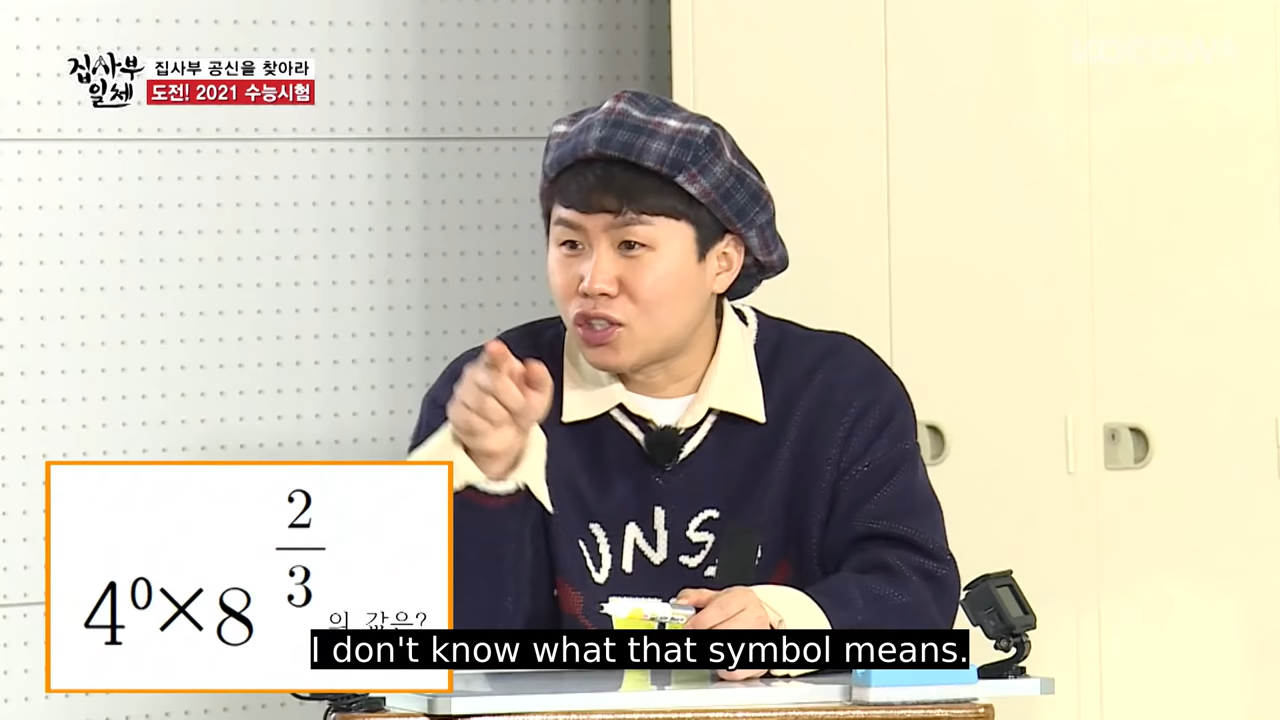 집사부일체
집사부 공신을 찾아라
도전! 2021 수능시험
KOCOWA
UNS
4⁰×8^(2/3)의 값은?
I don't know what that symbol means.